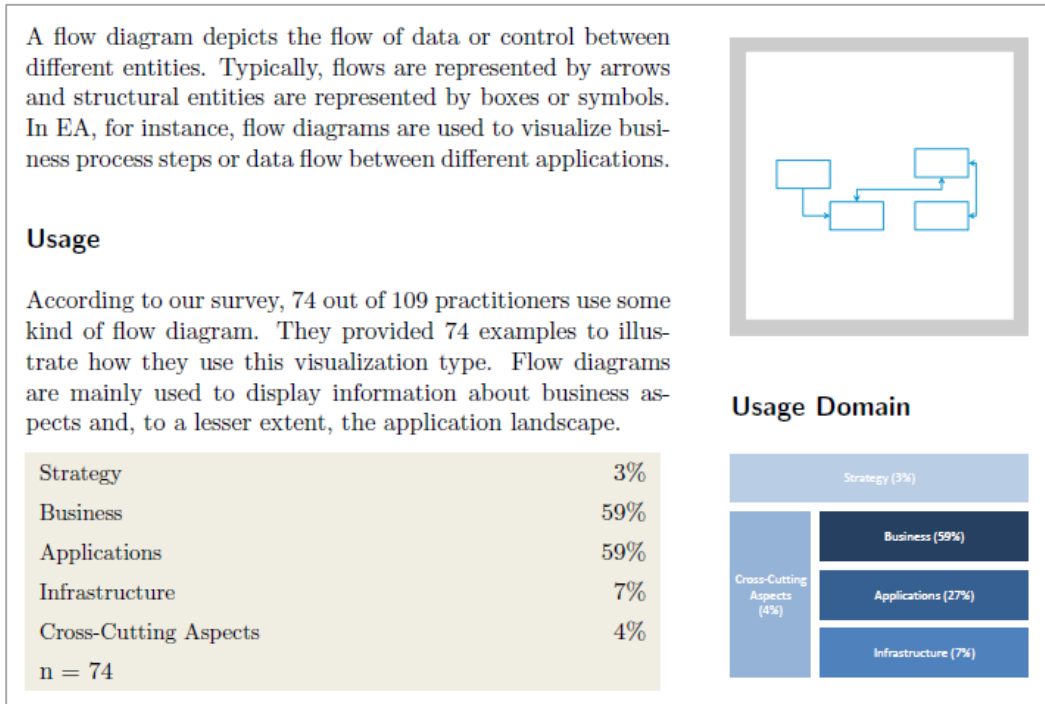 A flow diagram depicts the flow of data or control between
different entities. Typically, flows are represented by arrows
and structural entities are represented by boxes or symbols.
In EA, for instance, flow diagrams are used to visualize busi-
ness process steps or data flow between different applications.
Usage
According to our survey, 74 out of 109 practitioners use some
kind of flow diagram. They provided 74 examples to illus-
trate how they use this visualization type. Flow diagrams
are mainly used to display information about business as-
pects and, to a lesser extent, the application landscape.
Strategy 3%
Business 59%
Applications 59%
Infrastructure 7%
Cross-Cutting Aspects 4%
n = 74
Usage Domain
Strategy (3%)
Cross-Cutting
Aspects
(4%)
Business (59%)
Applications (27%)
Infrastructure (7%)